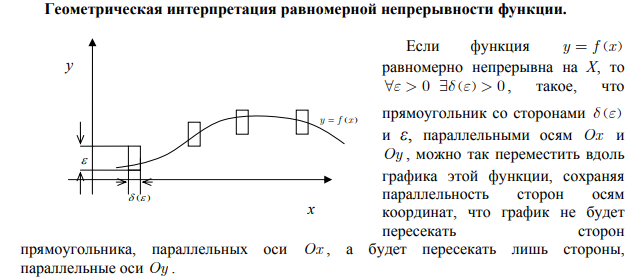 Геометрическая интерпретация равномерной непрерывности функции.
y
ε
δ(ε)
y = f(x)
x
Если функция y = f(x)
равномерно непрерывна на X, то
∀ε > 0 ∃δ(ε) > 0, такое, что
прямоугольник со сторонами δ(ε)
и ε, параллельными осям Ox и
Oy, можно так переместить вдоль
графика этой функции, сохраняя
параллельность сторон осям
координат, что график не будет
пересекать сторон
прямоугольника, параллельных оси Ox, а будет пересекать лишь стороны,
параллельные оси Oy.